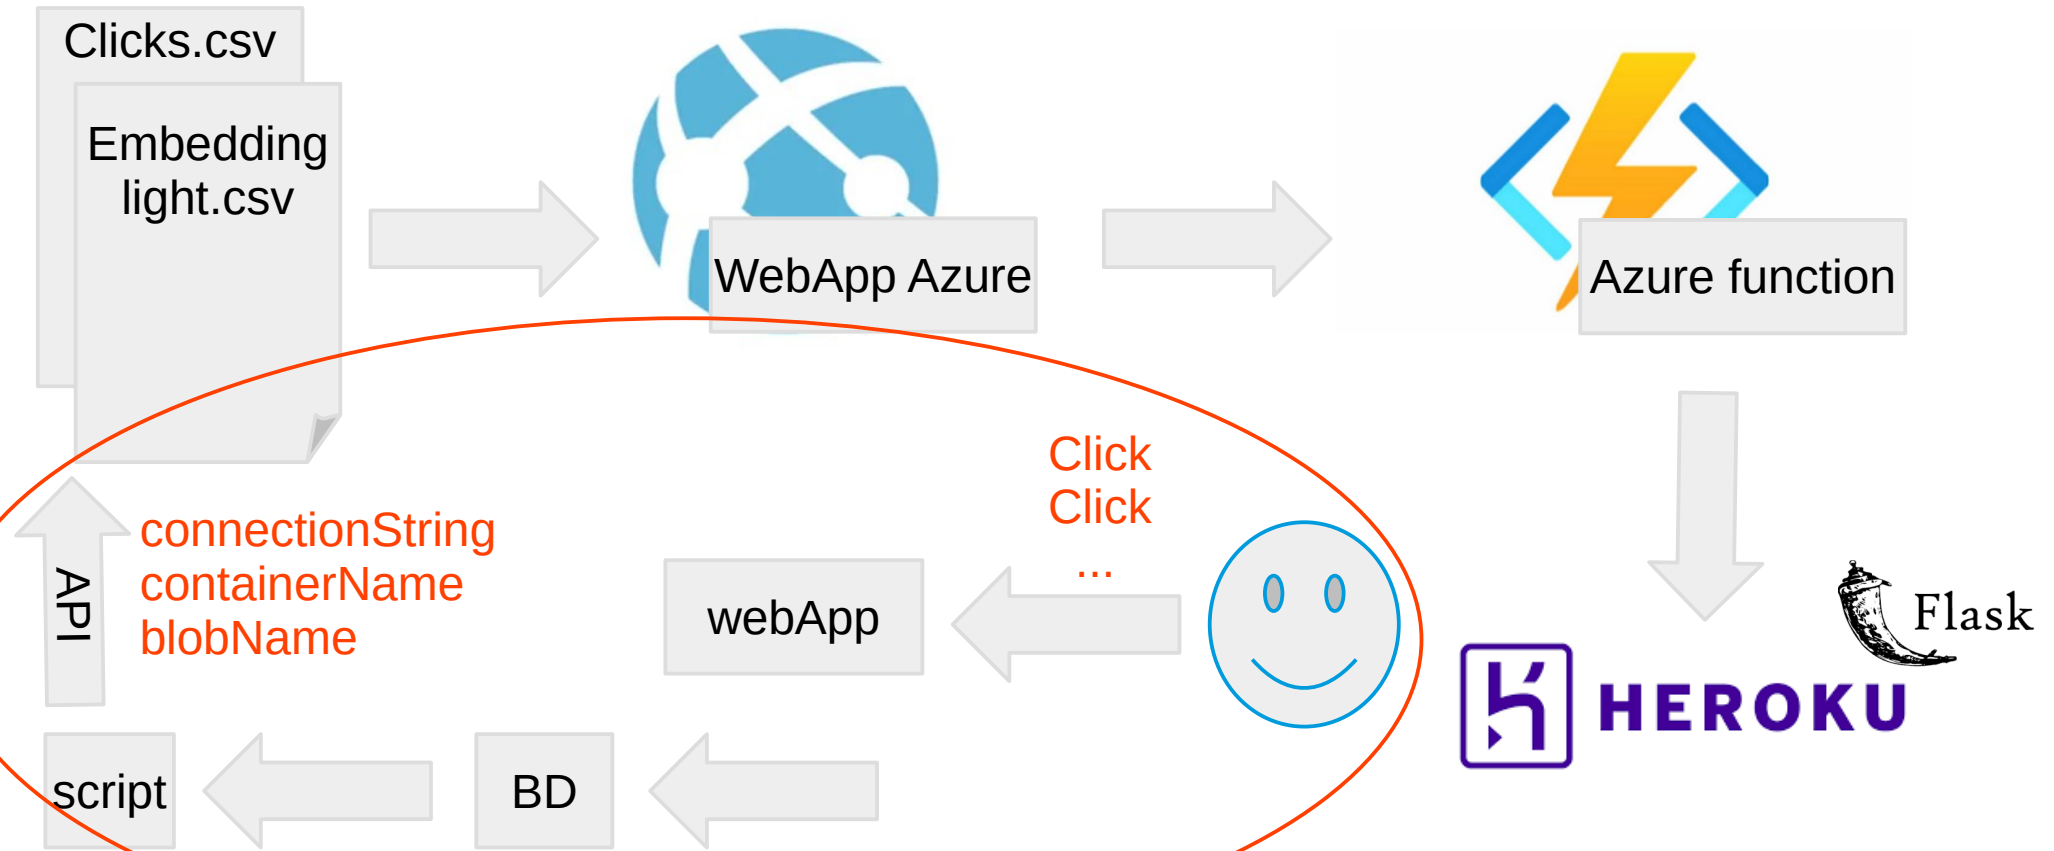 Clicks.csv
Embedding
light.csv
WebApp Azure
Azure function
Click
Click
...
connectionString
containerName
blobName
API
webApp
Flask
HEROKU
script
BD